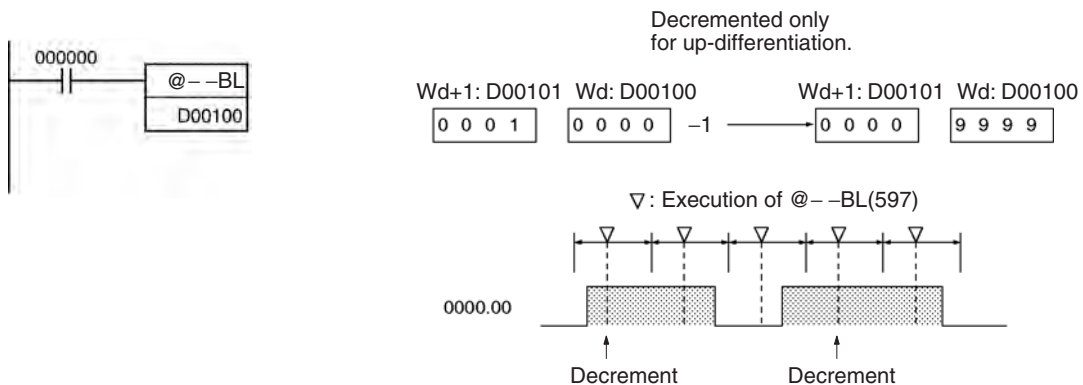 000000
@– –BL
D00100
Decremented only
for up-differentiation.
Wd+1: D00101 Wd: D00100 Wd+1: D00101 Wd: D00100
0 0 0 1 0 0 0 0 –1 0 0 0 0 9 9 9 9
▽: Execution of @– –BL(597)
0000.00
Decrement Decrement